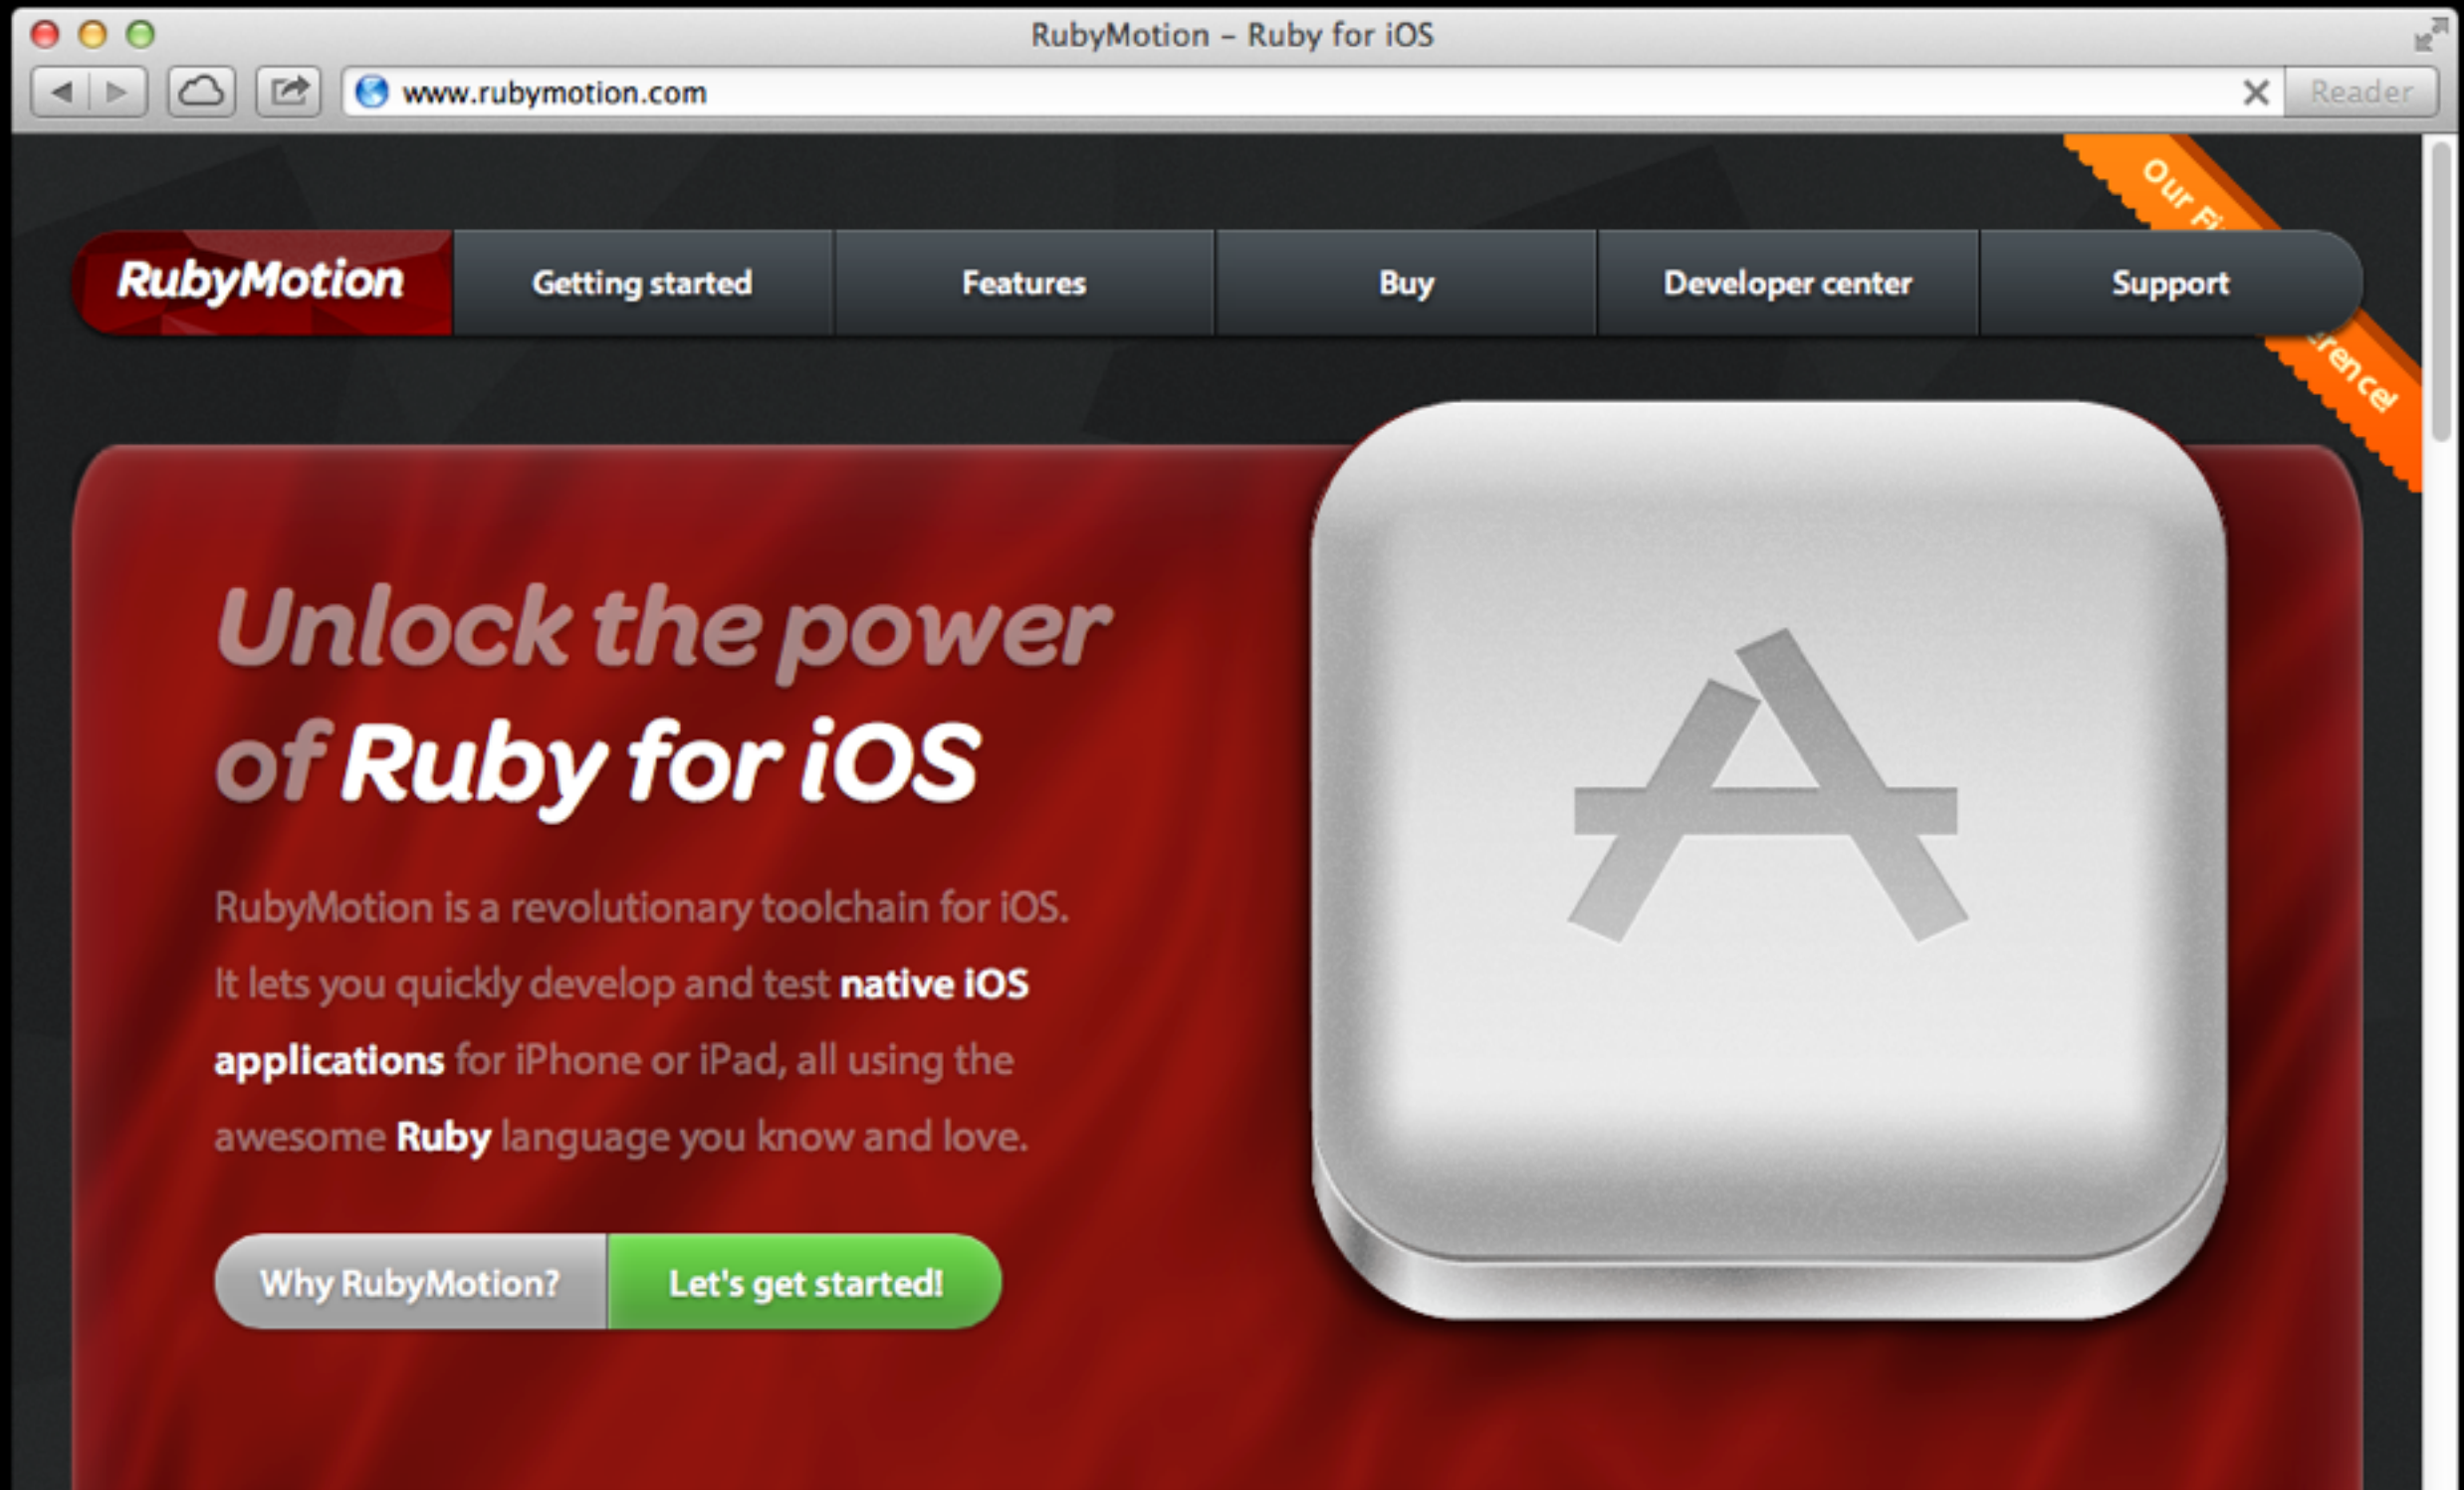 RubyMotion – Ruby for iOS
www.rubymotion.com
Reader
Our
RubyMotion
Getting started
Features
Buy
Developer center
Support
Unlock the power
of Ruby for iOS
RubyMotion is a revolutionary toolchain for iOS.
It lets you quickly develop and test native iOS
applications for iPhone or iPad, all using the
awesome Ruby language you know and love.
Why RubyMotion?
Let's get started!